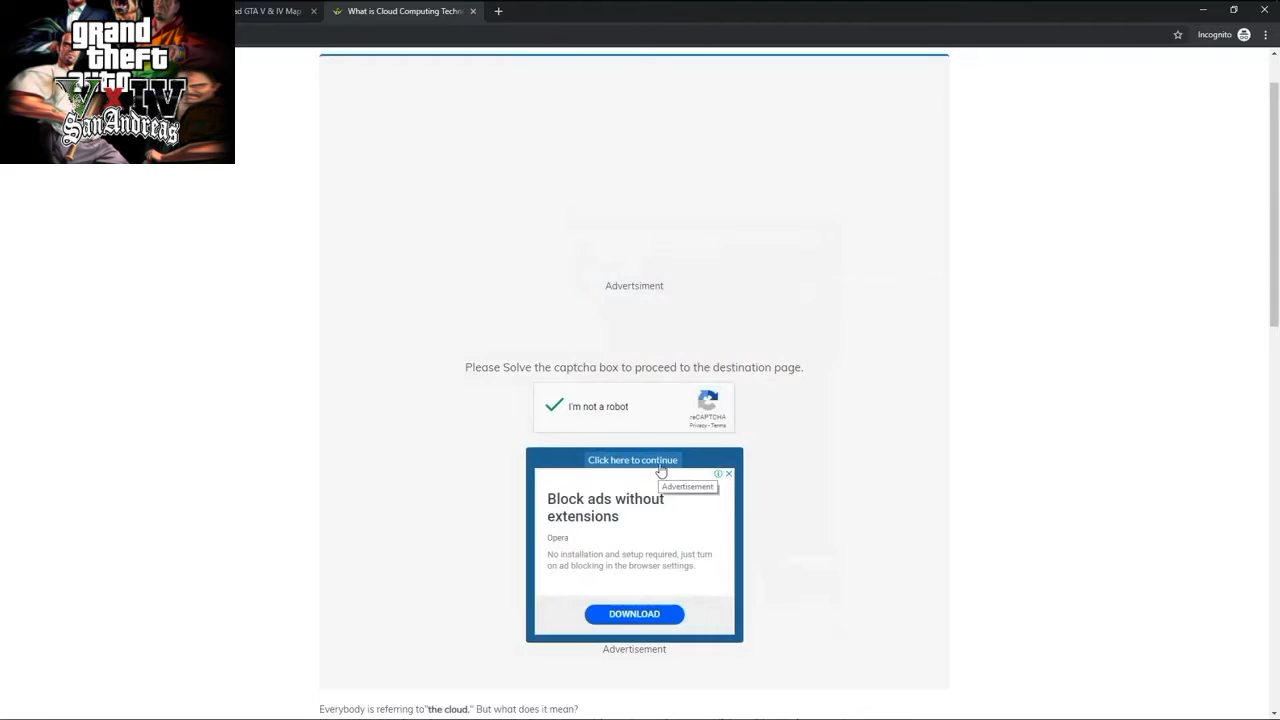 ad GTA V & IV Map
What is Cloud Computing Techn
Incognito
grand
theft
auto
V X IV
San Andreas
Advertsiment
Please Solve the captcha box to proceed to the destination page.
I'm not a robot
reCAPTCHA
Privacy - Terms
Click here to continue
Advertisement
Block ads without
extensions
Opera
No installation and setup required, just turn
on ad blocking in the browser settings.
DOWNLOAD
Advertisement
Everybody is referring to"the cloud." But what does it mean?